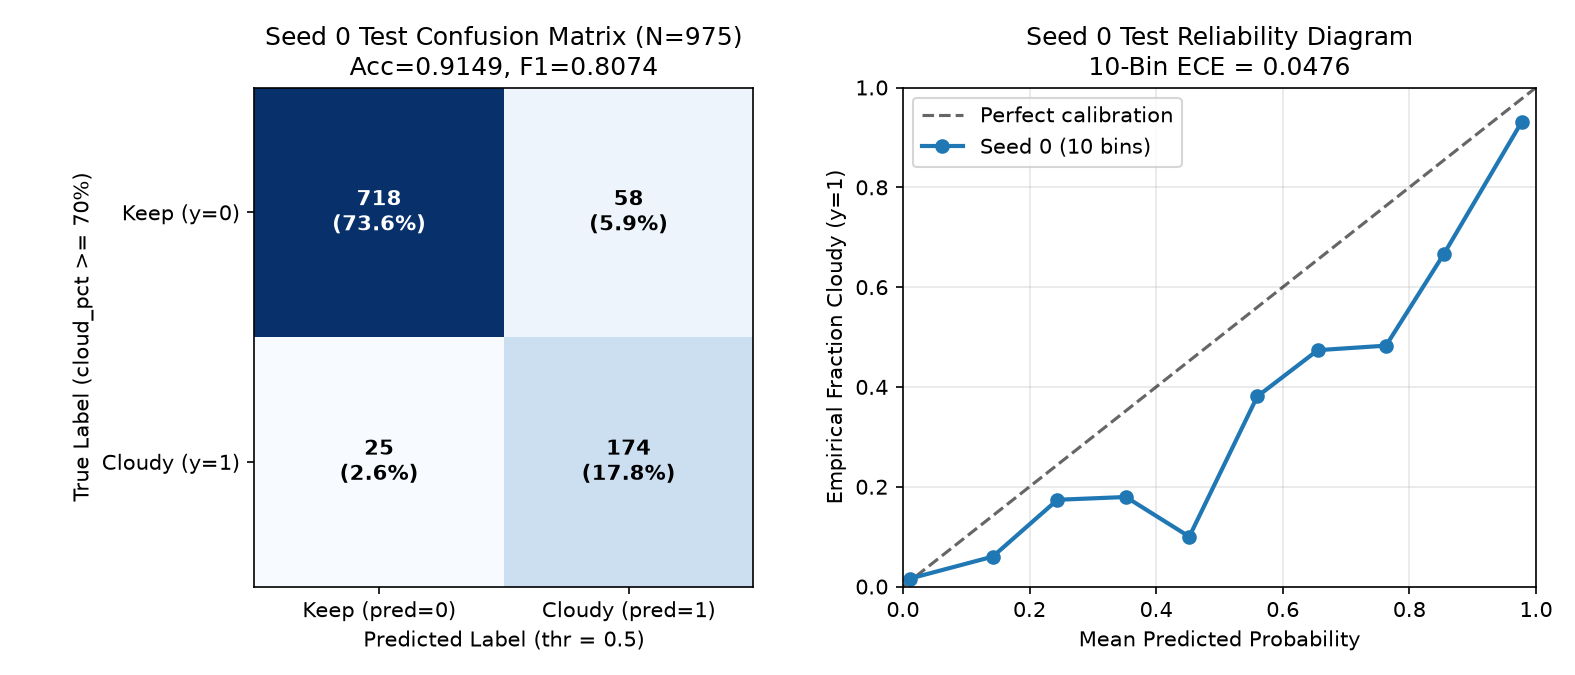 Seed 0 Test Confusion Matrix (N=975)
Acc=0.9149, F1=0.8074
True Label (cloud_pct >= 70%)
Keep (y=0)
Cloudy (y=1)
718
(73.6%)
58
(5.9%)
25
(2.6%)
174
(17.8%)
Keep (pred=0)
Cloudy (pred=1)
Predicted Label (thr = 0.5)
Seed 0 Test Reliability Diagram
10-Bin ECE = 0.0476
Perfect calibration
Seed 0 (10 bins)
Empirical Fraction Cloudy (y=1)
1.0
0.8
0.6
0.4
0.2
0.0
0.0
0.2
0.4
0.6
0.8
1.0
Mean Predicted Probability